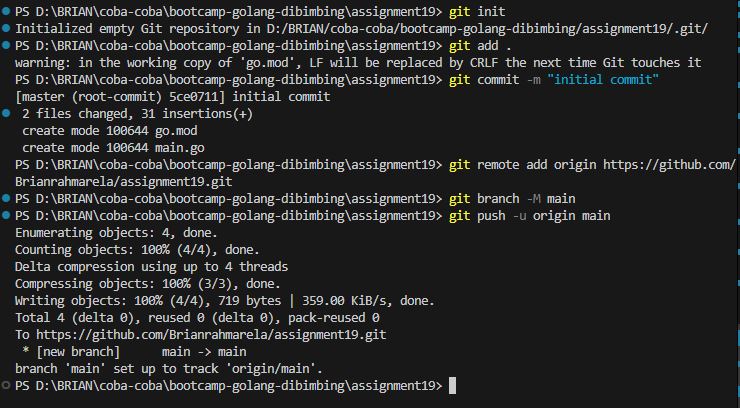 PS D:\BRIAN\coba-coba\bootcamp-golang-dibimbing\assignment19> git init
Initialized empty Git repository in D:/BRIAN/coba-coba/bootcamp-golang-dibimbing/assignment19/.git/
PS D:\BRIAN\coba-coba\bootcamp-golang-dibimbing\assignment19> git add .
warning: in the working copy of 'go.mod', LF will be replaced by CRLF the next time Git touches it
PS D:\BRIAN\coba-coba\bootcamp-golang-dibimbing\assignment19> git commit -m "initial commit"
[master (root-commit) 5ce0711] initial commit
 2 files changed, 31 insertions(+)
 create mode 100644 go.mod
 create mode 100644 main.go
PS D:\BRIAN\coba-coba\bootcamp-golang-dibimbing\assignment19> git remote add origin https://github.com/
Brianrahmarela/assignment19.git
PS D:\BRIAN\coba-coba\bootcamp-golang-dibimbing\assignment19> git branch -M main
PS D:\BRIAN\coba-coba\bootcamp-golang-dibimbing\assignment19> git push -u origin main
Enumerating objects: 4, done.
Counting objects: 100% (4/4), done.
Delta compression using up to 4 threads
Compressing objects: 100% (3/3), done.
Writing objects: 100% (4/4), 719 bytes | 359.00 KiB/s, done.
Total 4 (delta 0), reused 0 (delta 0), pack-reused 0
To https://github.com/Brianrahmarela/assignment19.git
 * [new branch]      main -> main
branch 'main' set up to track 'origin/main'.
PS D:\BRIAN\coba-coba\bootcamp-golang-dibimbing\assignment19>